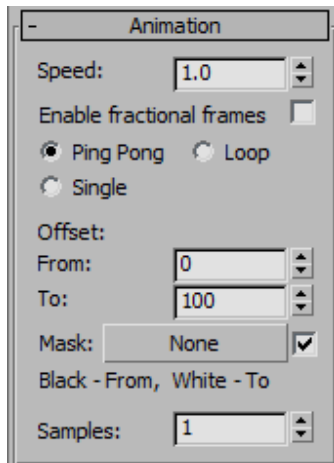 - Animation
Speed: 1.0
Enable fractional frames
Ping Pong Loop
Single
Offset:
From: 0
To: 100
Mask: None
Black - From, White - To
Samples: 1